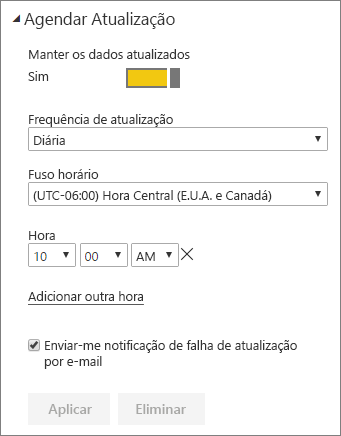 Agendar Atualização
Manter os dados atualizados
Sim
Frequência de atualização
Diária
Fuso horário
(UTC-06:00) Hora Central (E.U.A. e Canadá)
Hora
10 00 AM
Adicionar outra hora
Enviar-me notificação de falha de atualização
por e-mail
Aplicar Eliminar